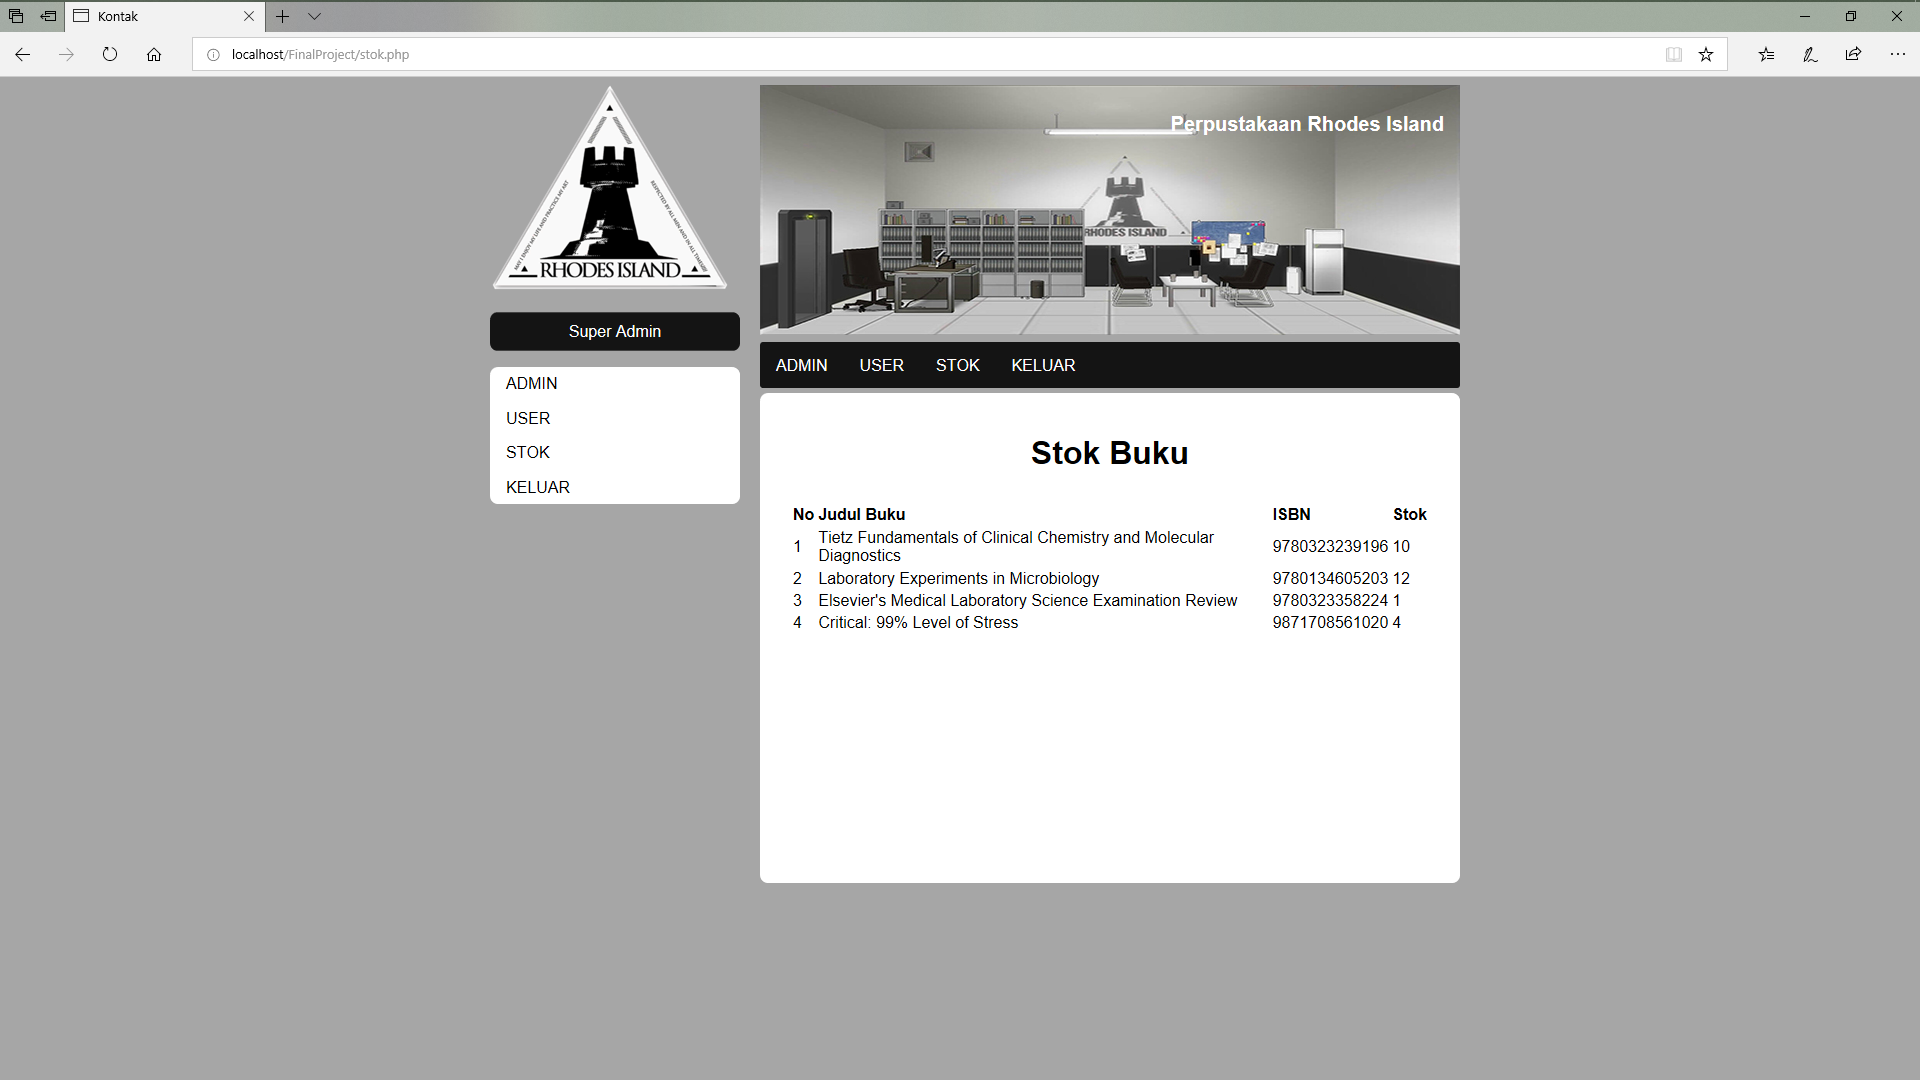 Kontak
localhost/FinalProject/stok.php
RHODES ISLAND
Perpustakaan Rhodes Island
RHODES ISLAND
Super Admin
ADMIN
USER
STOK
KELUAR
ADMIN USER STOK KELUAR
Stok Buku
No Judul Buku ISBN Stok
1 Tietz Fundamentals of Clinical Chemistry and Molecular
Diagnostics 9780323239196 10
2 Laboratory Experiments in Microbiology 9780134605203 12
3 Elsevier's Medical Laboratory Science Examination Review 9780323358224 1
4 Critical: 99% Level of Stress 9871708561020 4